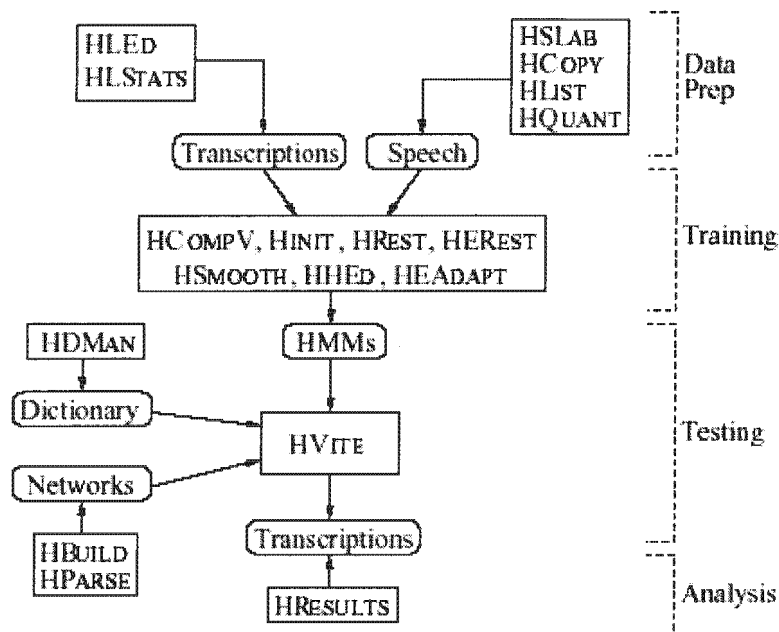 HLED
HLSTATS
HSLAB
HCOPY
HLIST
HQUANT
Data
Prep
Transcriptions
Speech
HCOMPV, HINIT, HREST, HEREST
HSMOOTH, HHED, HEADAPT
Training
HDMAN
HMMs
Dictionary
HVITE
Testing
Networks
HBUILD
HPARSE
Transcriptions
HRESULTS
Analysis